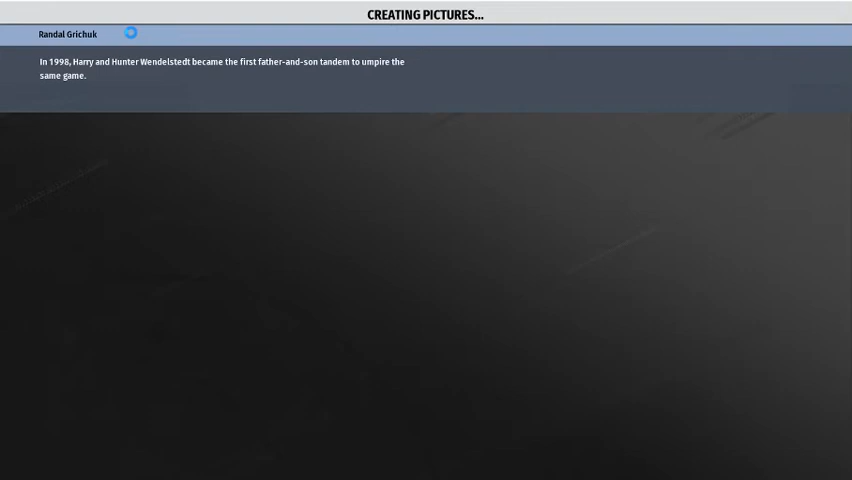 CREATING PICTURES...
Randal Grichuk
In 1998, Harry and Hunter Wendelstedt became the first father-and-son tandem to umpire the
same game.